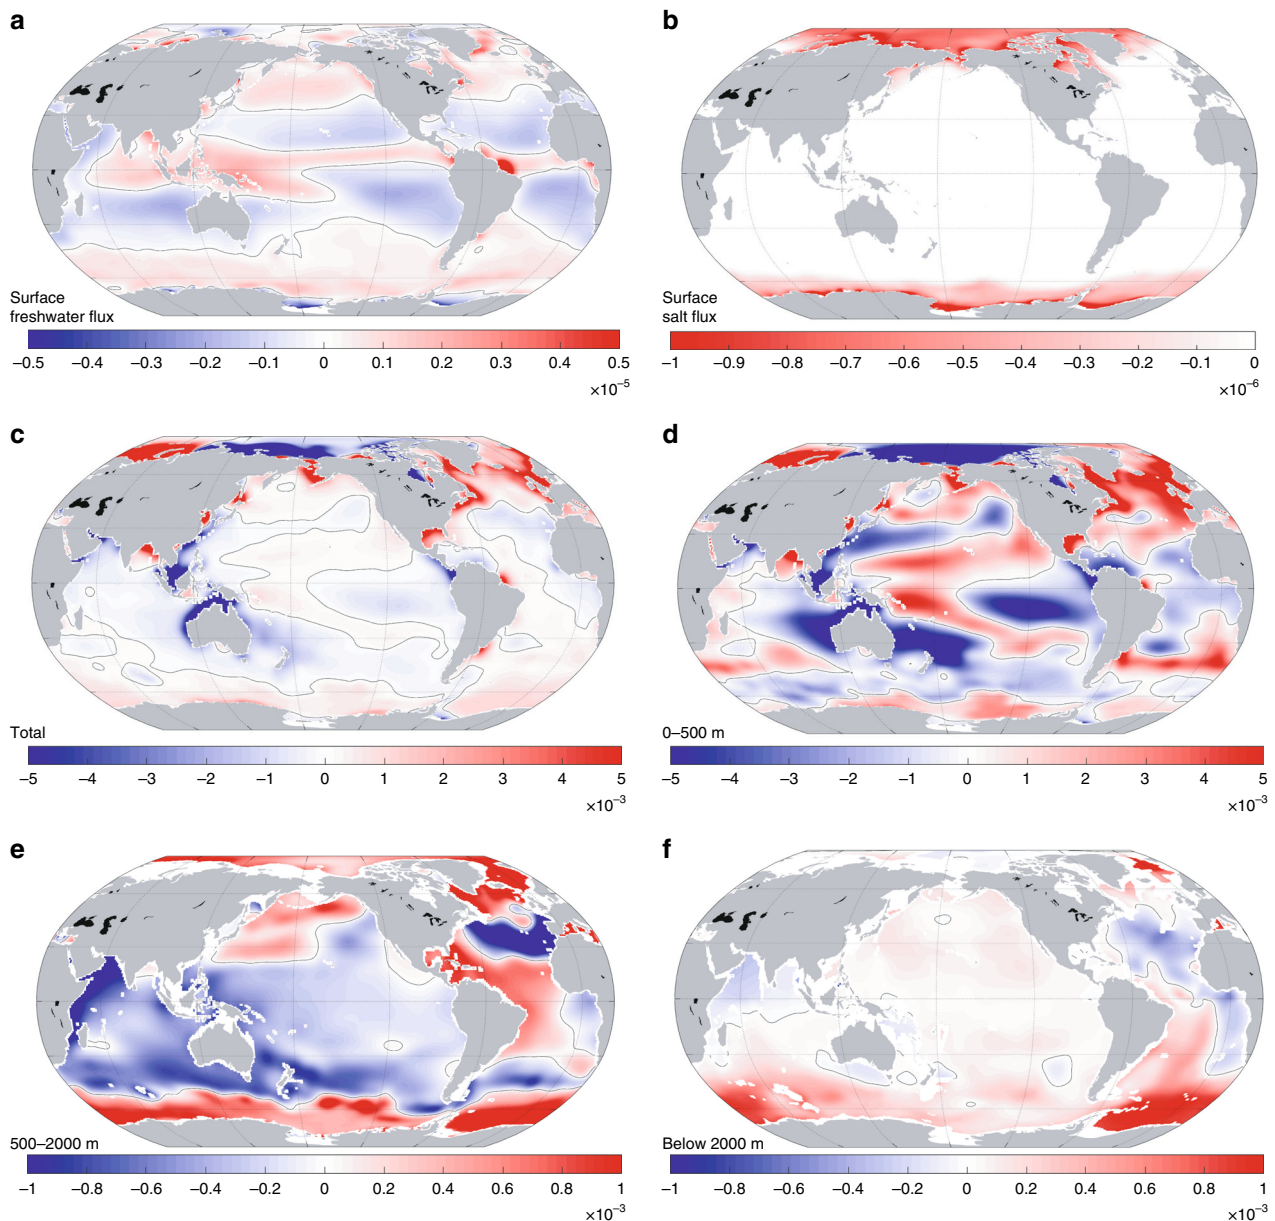 a
b
Surface
freshwater flux
−0.5 −0.4 −0.3 −0.2 −0.1 0 0.1 0.2 0.3 0.4 0.5
×10−5
Surface
salt flux
−1 −0.9 −0.8 −0.7 −0.6 −0.5 −0.4 −0.3 −0.2 −0.1 0
×10−6
c
d
Total
−5 −4 −3 −2 −1 0 1 2 3 4 5
×10−3
0–500 m
−5 −4 −3 −2 −1 0 1 2 3 4 5
×10−3
e
f
500–2000 m
−1 −0.8 −0.6 −0.4 −0.2 0 0.2 0.4 0.6 0.8 1
×10−3
Below 2000 m
−1 −0.8 −0.6 −0.4 −0.2 0 0.2 0.4 0.6 0.8 1
×10−3